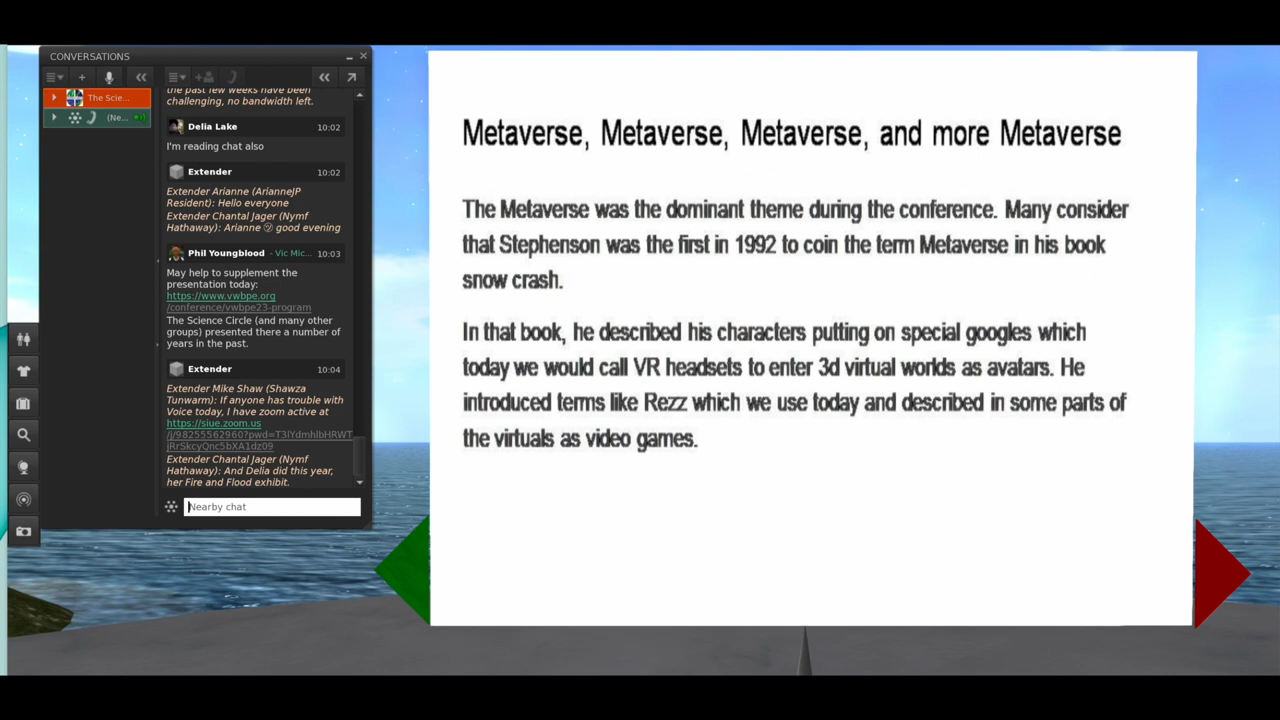 CONVERSATIONS
The Scie...
(Ne...
the past few weeks have been
challenging, no bandwidth left.
Delia Lake 10:02
I'm reading chat also
Extender 10:02
Extender Arianne (ArianneJP
Resident): Hello everyone
Extender Chantal Jager (Nymf
Hathaway): Arianne ツ good evening
Phil Youngblood - Vic Mic... 10:03
May help to supplement the
presentation today:
https://www.vwbpe.org
/conference/vwbpe23-program
The Science Circle (and many other
groups) presented there a number of
years in the past.
Extender 10:04
Extender Mike Shaw (Shawza
Tunwarm): If anyone has trouble with
Voice today, I have zoom active at
https://siue.zoom.us
Extender Chantal Jager (Nymf
Hathaway): And Delia did this year,
her Fire and Flood exhibit.
Nearby chat
Metaverse, Metaverse, Metaverse, and more Metaverse
The Metaverse was the dominant theme during the conference. Many consider
that Stephenson was the first in 1992 to coin the term Metaverse in his book
snow crash.
In that book, he described his characters putting on special googles which
today we would call VR headsets to enter 3d virtual worlds as avatars. He
introduced terms like Rezz which we use today and described in some parts of
the virtuals as video games.